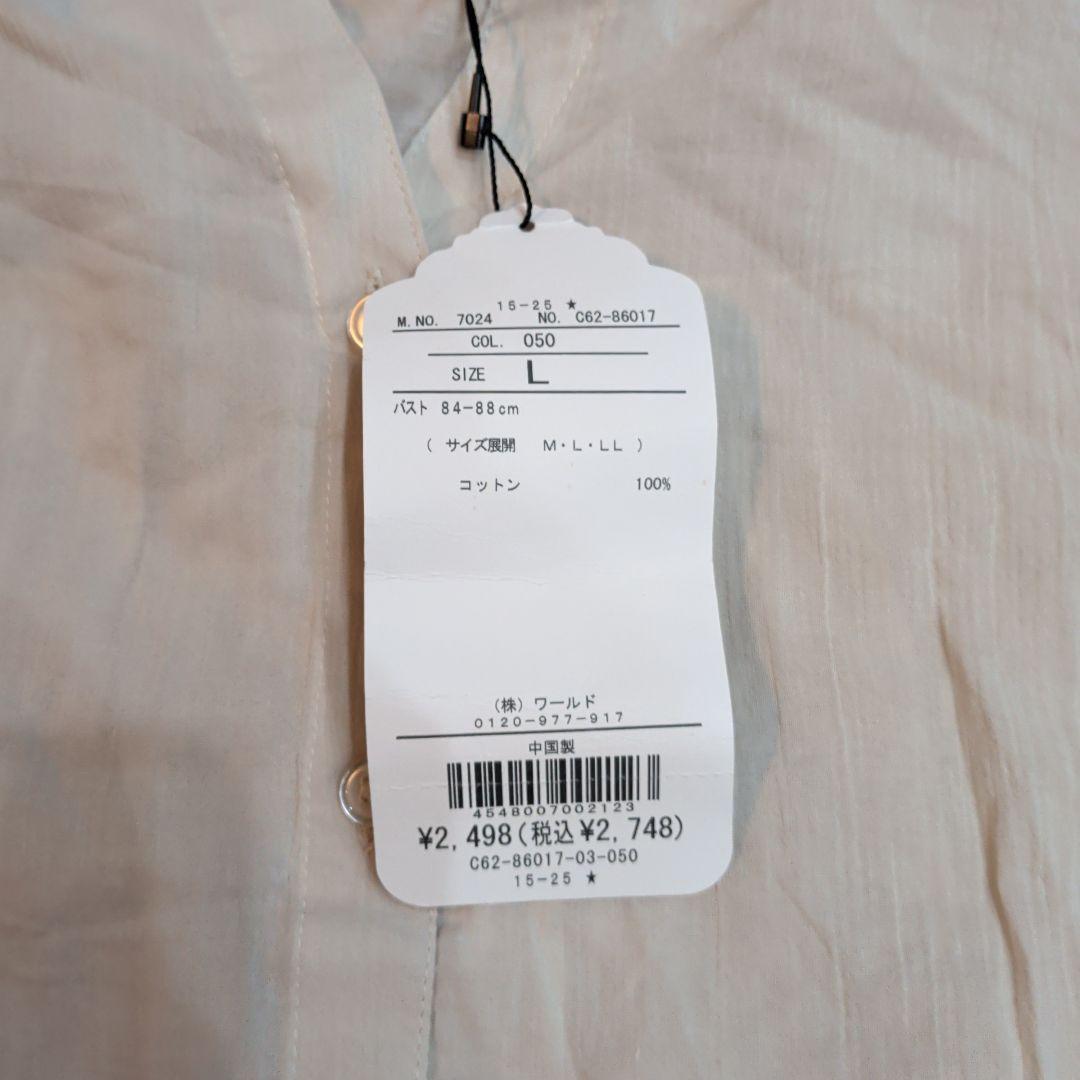 15-25 ★
M.NO. 7024 NO. C62-86017
COL. 050
SIZE L
バスト 84-88cm
( サイズ展開 M・L・LL )
コットン 100%
(株) ワールド
0120-977-917
中国製
4548007002123
¥2,498(税込¥2,748)
C62-86017-03-050
15-25 ★